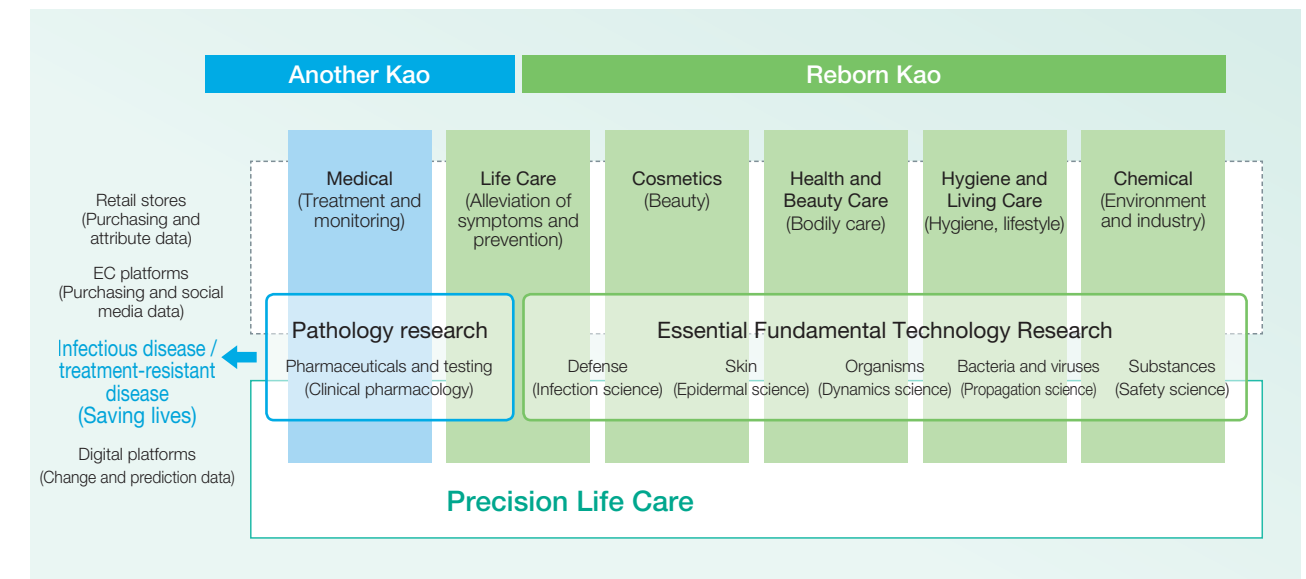 Another Kao
Reborn Kao
Medical
(Treatment and
monitoring)
Life Care
(Alleviation of
symptoms and
prevention)
Cosmetics
(Beauty)
Health and
Beauty Care
(Bodily care)
Hygiene and
Living Care
(Hygiene, lifestyle)
Chemical
(Environment
and industry)
Retail stores
(Purchasing and
attribute data)
EC platforms
(Purchasing and social
media data)
Infectious disease /
treatment-resistant
disease
(Saving lives)
Digital platforms
(Change and prediction data)
Pathology research
Pharmaceuticals and testing
(Clinical pharmacology)
Essential Fundamental Technology Research
Defense
(Infection science)
Skin
(Epidermal science)
Organisms
(Dynamics science)
Bacteria and viruses
(Propagation science)
Substances
(Safety science)
Precision Life Care